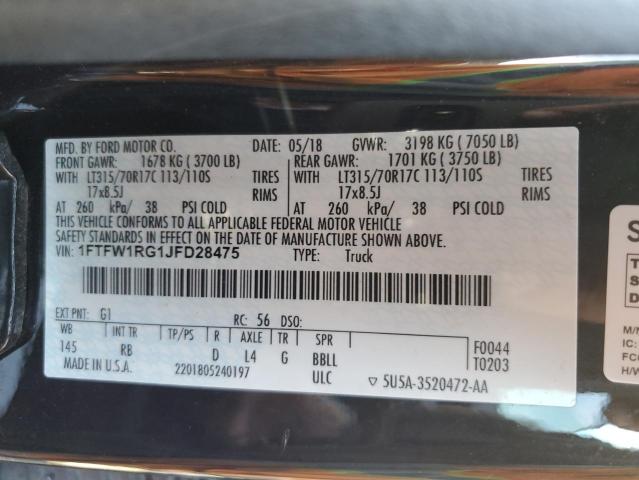 MFD. BY FORD MOTOR CO. DATE: 05/18 GVWR: 3198 KG (7050 LB)
FRONT GAWR: 1678 KG (3700 LB) REAR GAWR: 1701 KG (3750 LB)
WITH LT315/70R17C 113/110S TIRES WITH LT315/70R17C 113/110S TIRES
17x8.5J RIMS 17x8.5J RIMS
AT 260 kPa/ 38 PSI COLD AT 260 kPa/ 38 PSI COLD
THIS VEHICLE CONFORMS TO ALL APPLICABLE FEDERAL MOTOR VEHICLE
SAFETY STANDARDS IN EFFECT ON THE DATE OF MANUFACTURE SHOWN ABOVE.
VIN: 1FTFW1RG1JFD28475 TYPE: Truck
EXT PNT: G1 RC: 56 DSO:
WB INT TR TP/PS R AXLE TR SPR F0044
145 RB D L4 G BBLL T0203
MADE IN U.S.A. 2201805240197 ULC ▽ SU5A-3520472-AA
S
T
S
D
M/N
IC:
FC
H/W